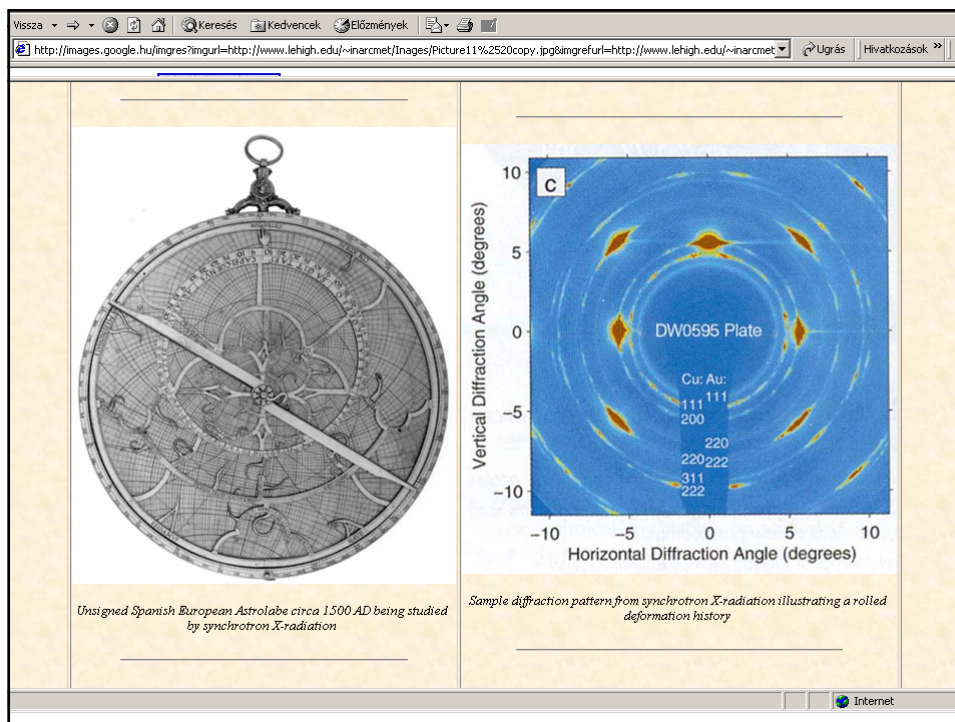 Vissza
Keresés Kedvencek Előzmények
http://images.google.hu/imgres?imgurl=http://www.lehigh.edu/~inarcmet/Inages/Picture11%2520copy.jpg&imgrefurl=http://www.lehigh.edu/~inarcmet Ugrás Hivatkozások »
CAPRICORNI
Unsigned Spanish European Astrolabe circa 1500 AD being studied
by synchrotron X-radiation
C
Vertical Diffraction Angle (degrees)
10
5
0
−5
−10
DW0595 Plate
Cu: Au:
111 111
200
220
220 222
311
222
−10 −5 0 5 10
Horizontal Diffraction Angle (degrees)
Sample diffraction pattern from synchrotron X-radiation illustrating a rolled
deformation history
Internet